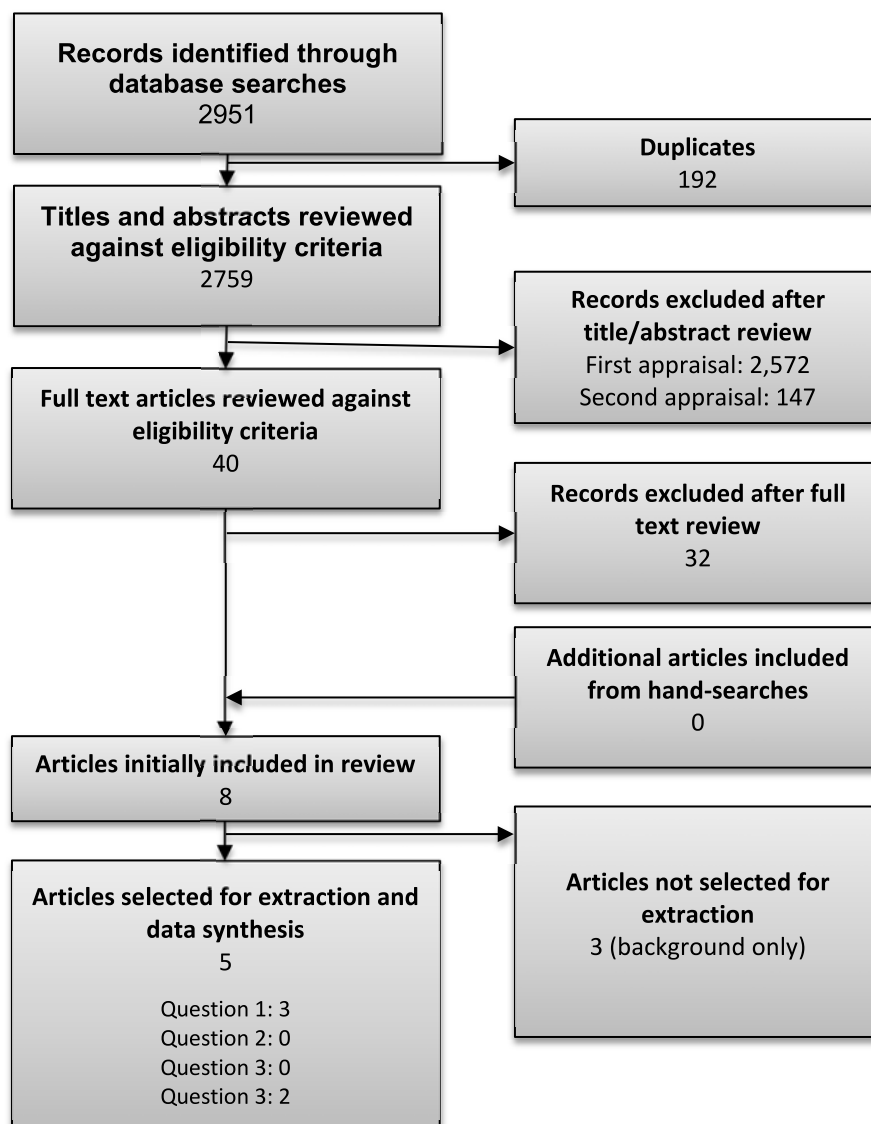 Records identified through
database searches
2951
Duplicates
192
Titles and abstracts reviewed
against eligibility criteria
2759
Records excluded after
title/abstract review
First appraisal: 2,572
Second appraisal: 147
Full text articles reviewed against
eligibility criteria
40
Records excluded after full
text review
32
Additional articles included
from hand-searches
0
Articles initially included in review
8
Articles selected for extraction and
data synthesis
5
Question 1: 3
Question 2: 0
Question 3: 0
Question 3: 2
Articles not selected for
extraction
3 (background only)